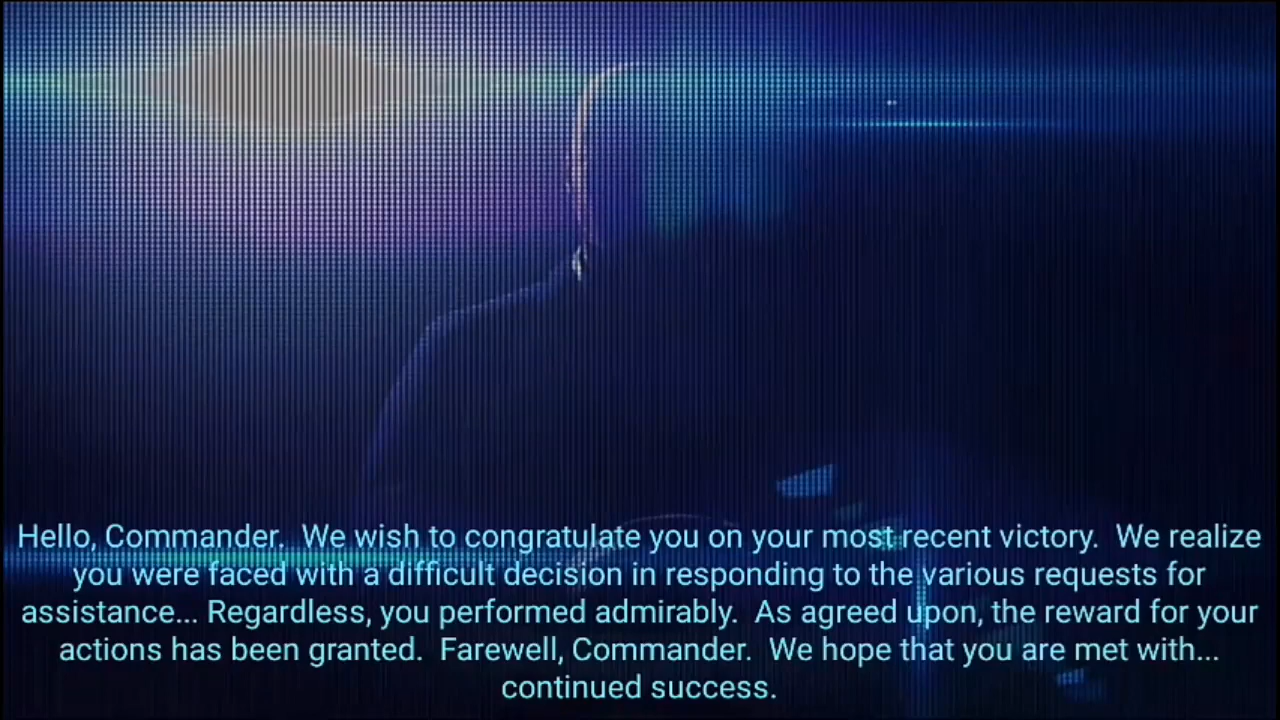 Hello, Commander.  We wish to congratulate you on your most recent victory.  We realize
you were faced with a difficult decision in responding to the various requests for
assistance... Regardless, you performed admirably.  As agreed upon, the reward for your
actions has been granted.  Farewell, Commander.  We hope that you are met with...
continued success.